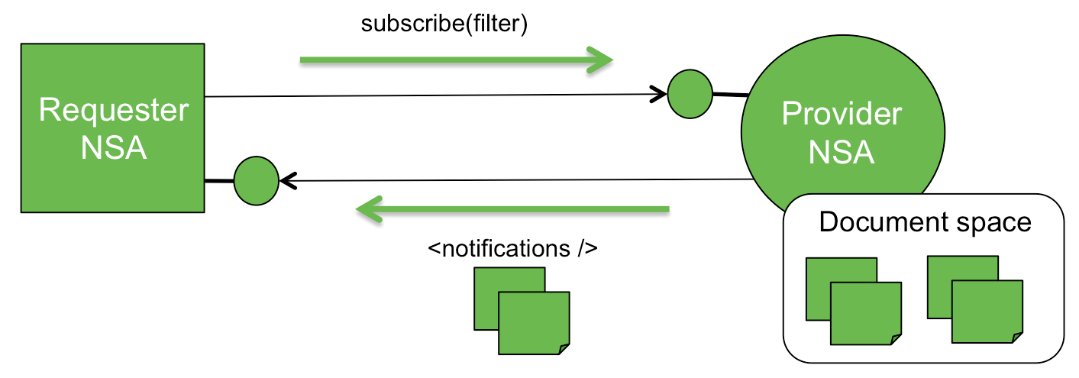 subscribe(filter)
Requester
NSA
Provider
NSA
Document space
<notifications />